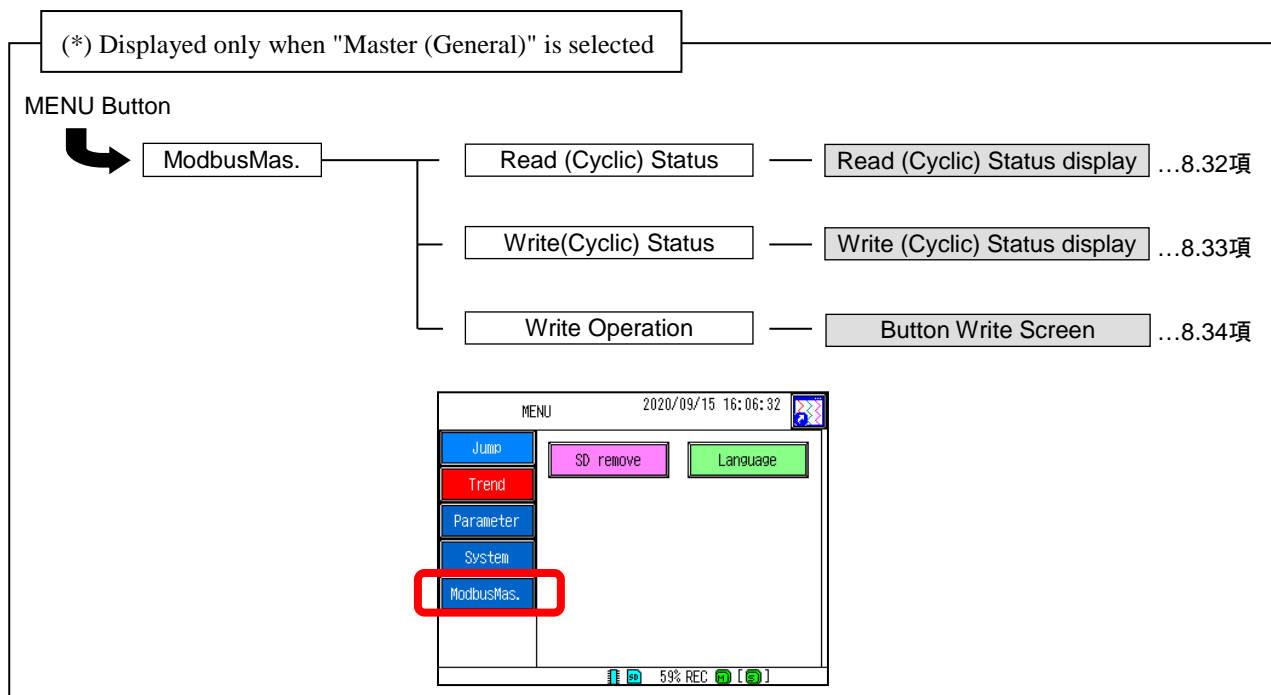 (*) Displayed only when "Master (General)" is selected
MENU Button
ModbusMas.
Read (Cyclic) Status
Read (Cyclic) Status display
…8.32項
Write(Cyclic) Status
Write (Cyclic) Status display
…8.33項
Write Operation
Button Write Screen
…8.34項
MENU
2020/09/15 16:06:32
Jump
SD remove
Language
Trend
Parameter
System
ModbusMas.
SD 59% REC M [S]